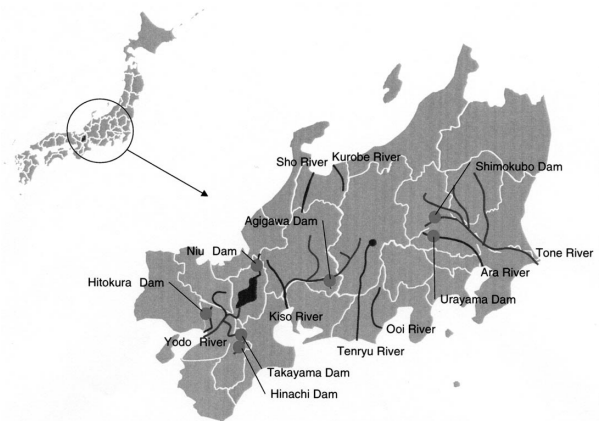 Sho River
Kurobe River
Shimokubo Dam
Agigawa Dam
Niu Dam
Tone River
Ara River
Hitokura Dam
Urayama Dam
Kiso River
Ooi River
Yodo River
Tenryu River
Takayama Dam
Hinachi Dam